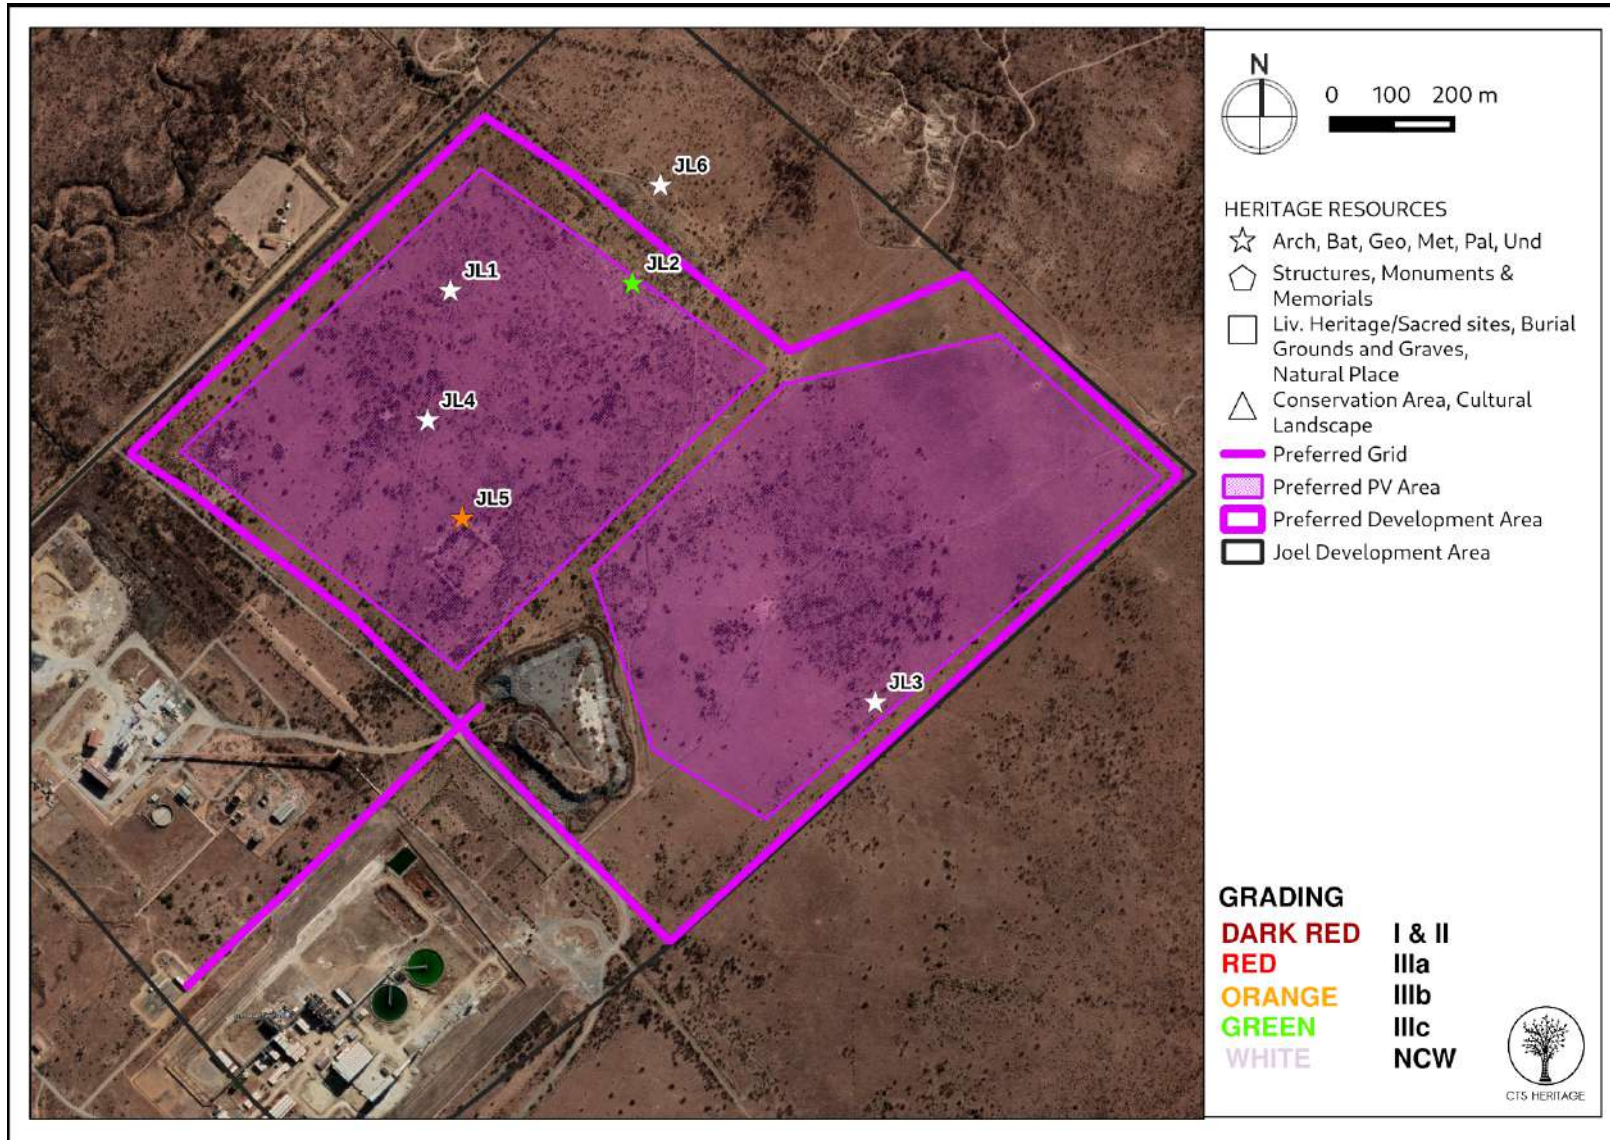 JL6
JL2
JL1
JL4
JL5
JL3
N
0 100 200 m
HERITAGE RESOURCES
Arch, Bat, Geo, Met, Pal, Und
Structures, Monuments &
Memorials
Liv. Heritage/Sacred sites, Burial
Grounds and Graves,
Natural Place
Conservation Area, Cultural
Landscape
Preferred Grid
Preferred PV Area
Preferred Development Area
Joel Development Area
GRADING
DARK RED I & II
RED IIIa
ORANGE IIIb
GREEN IIIc
WHITE NCW
CTS HERITAGE